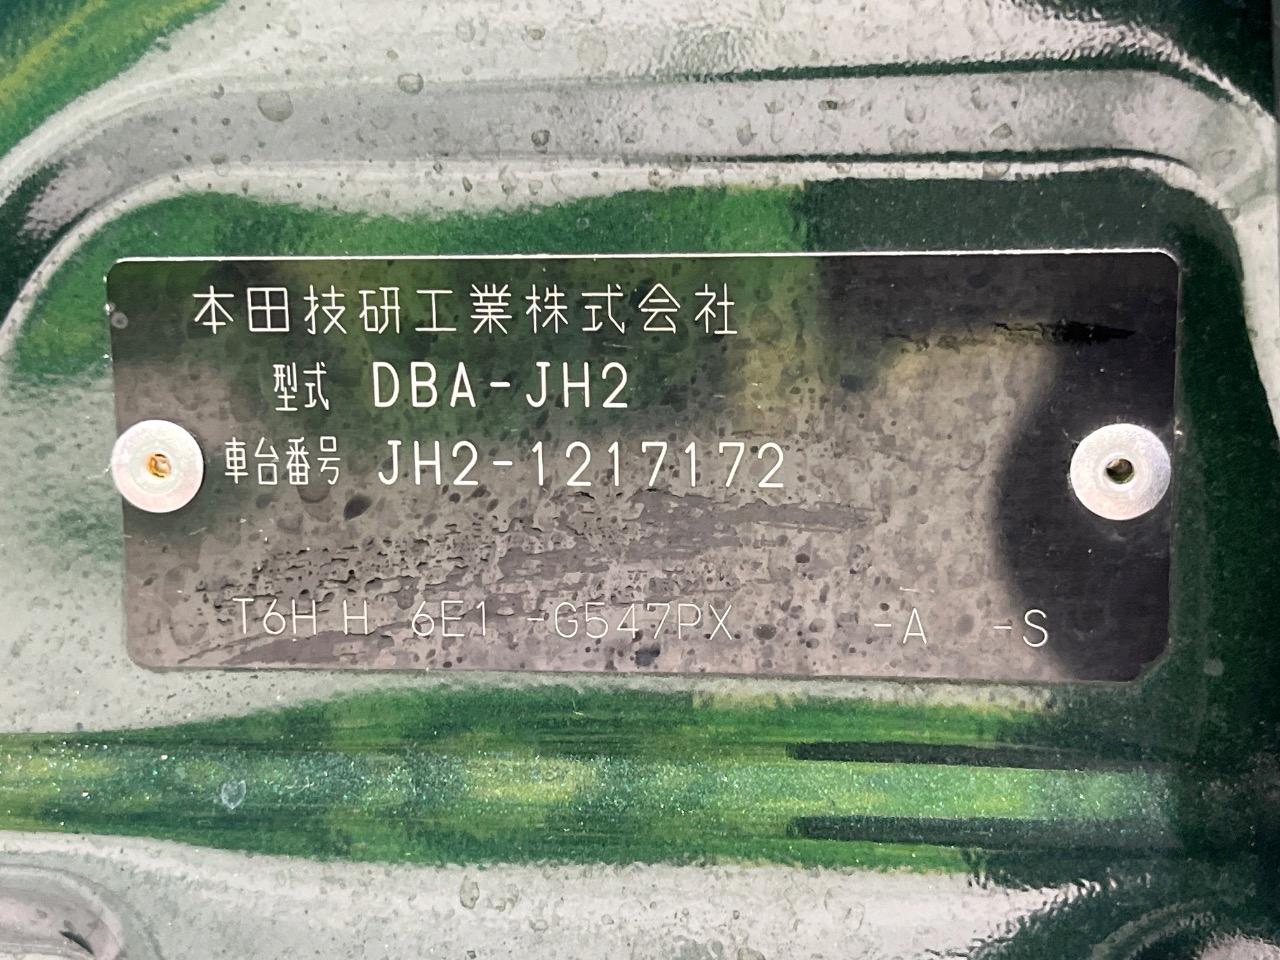 本田技研工業株式会社
型式 DBA-JH2
車台番号 JH2-1217172
T6HH 6E1 -G547PX -A -S